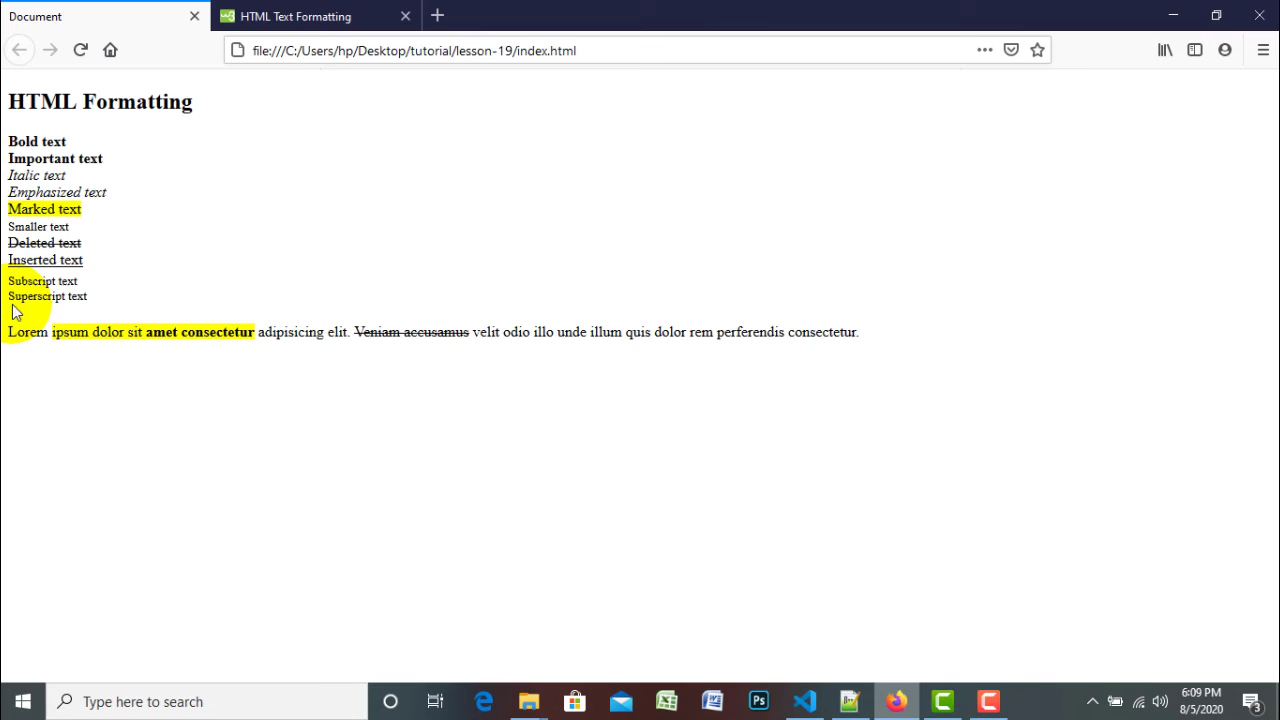 Document
HTML Text Formatting
file:///C:/Users/hp/Desktop/tutorial/lesson-19/index.html
HTML Formatting
Bold text
Important text
Italic text
Emphasized text
Marked text
Smaller text
Deleted text
Inserted text
Subscript text
Superscript text
Lorem ipsum dolor sit amet consectetur adipisicing elit. Veniam accusamus velit odio illo unde illum quis dolor rem perferendis consectetur.
Type here to search
6:09 PM
8/5/2020